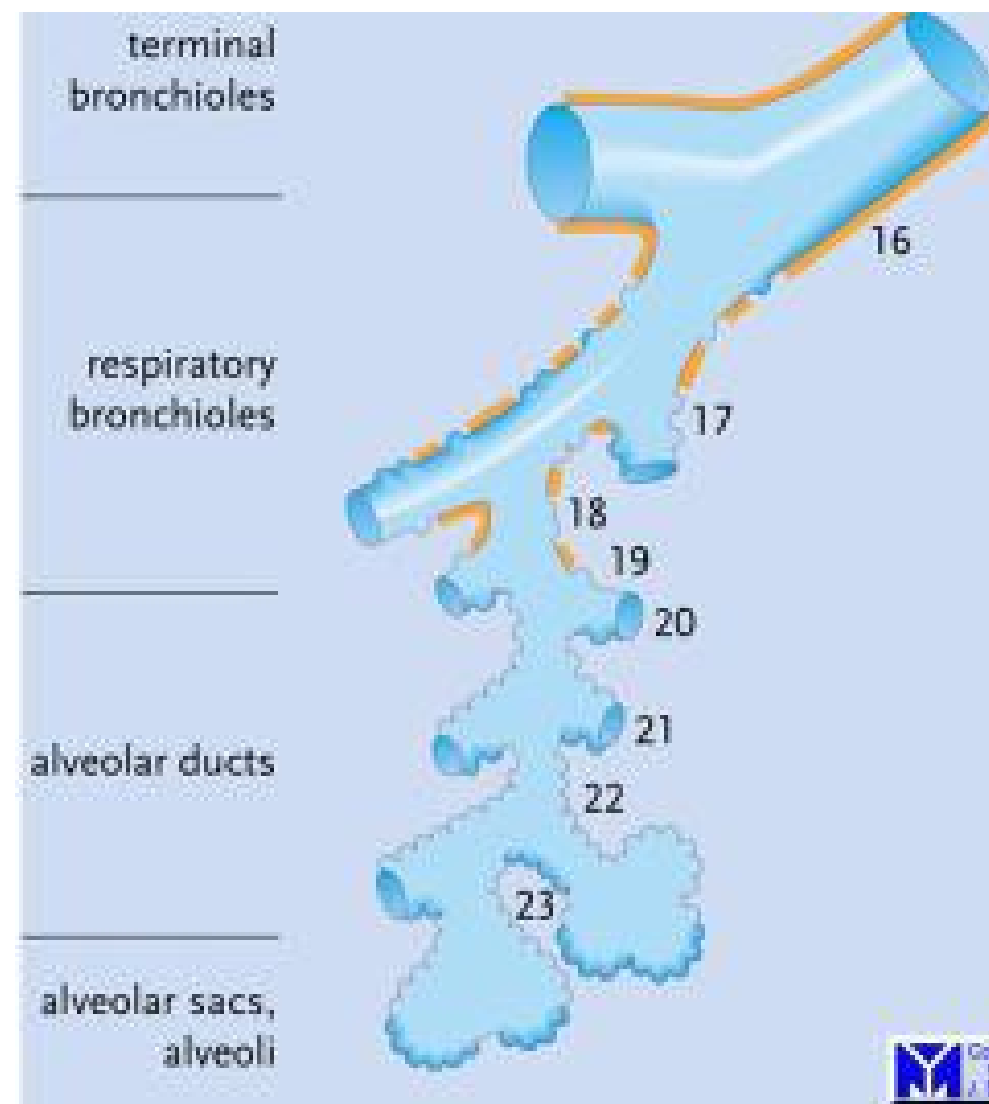 terminal
bronchioles
16
respiratory
bronchioles
17
18
19
20
21
alveolar ducts
22
23
alveolar sacs,
alveoli